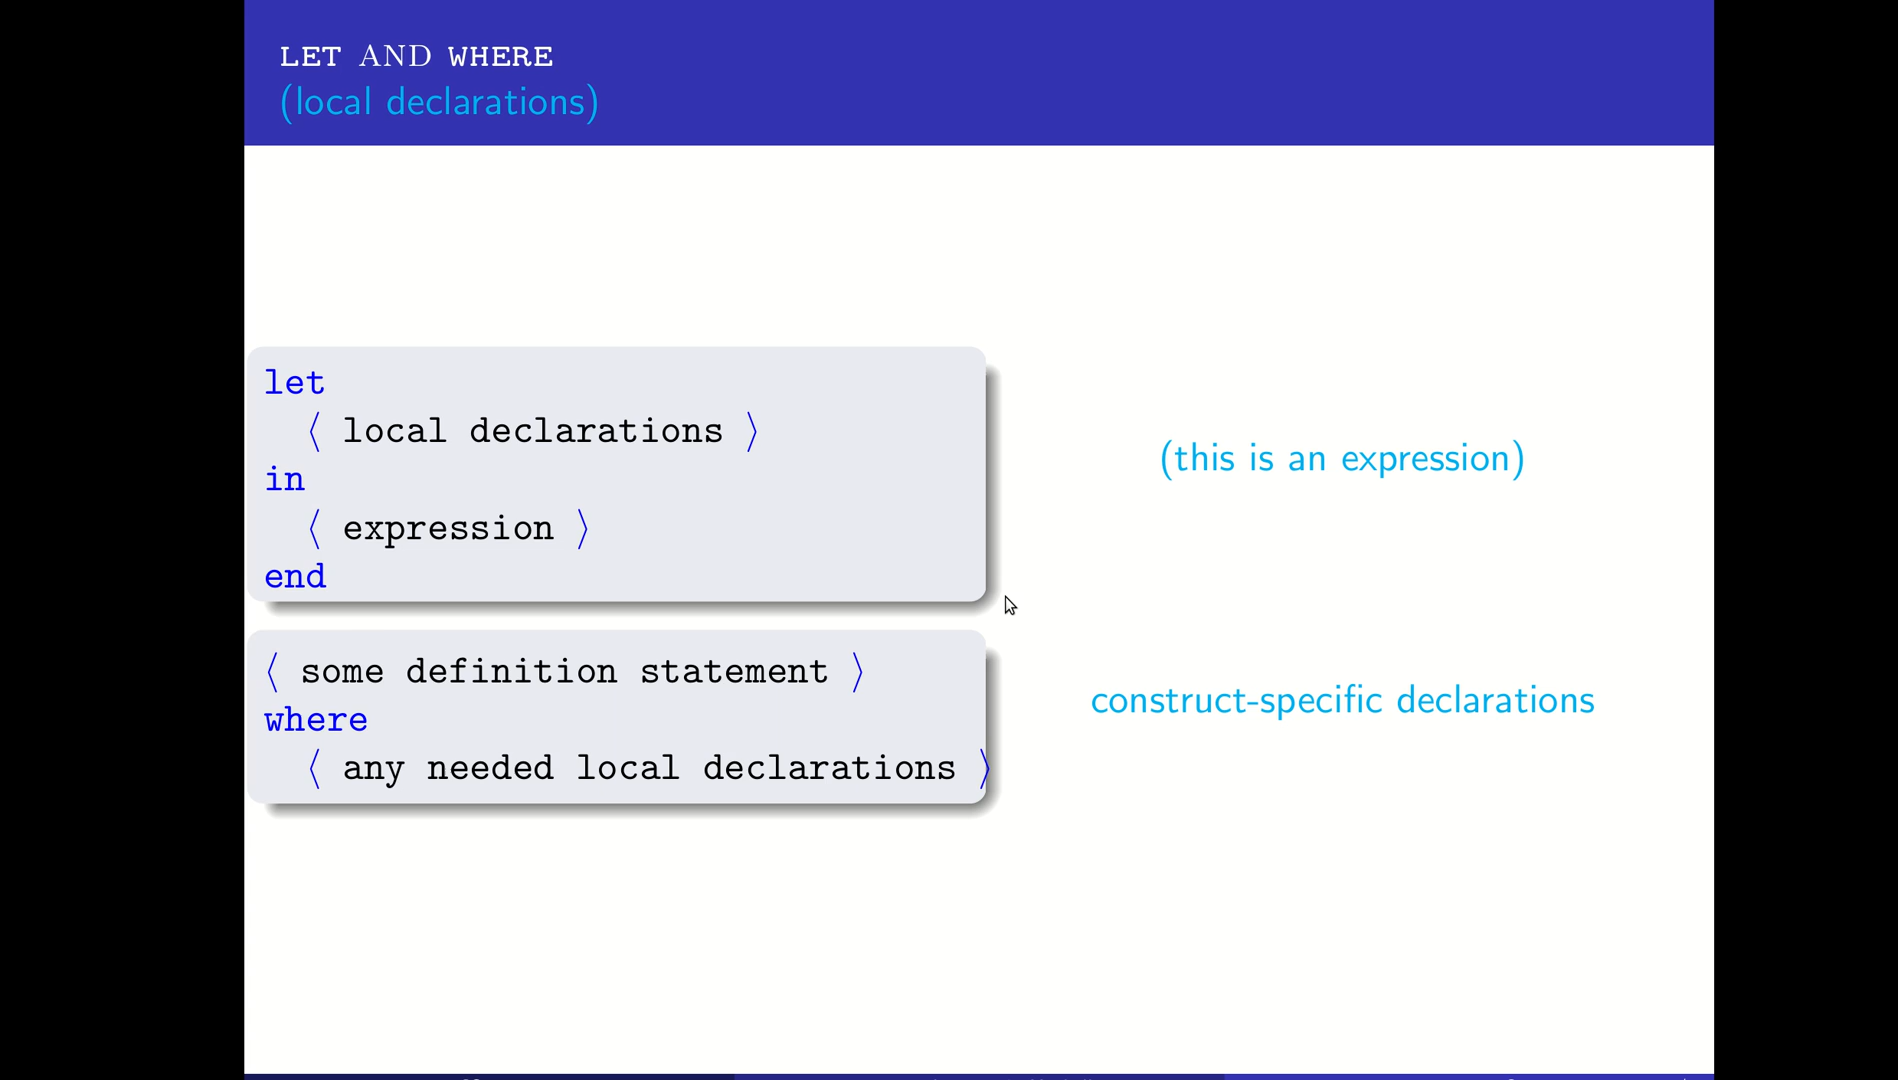 LET AND WHERE
(local declarations)
let
⟨ local declarations ⟩
in
⟨ expression ⟩
end
(this is an expression)
⟨ some definition statement ⟩
where
⟨ any needed local declarations ⟩
construct-specific declarations